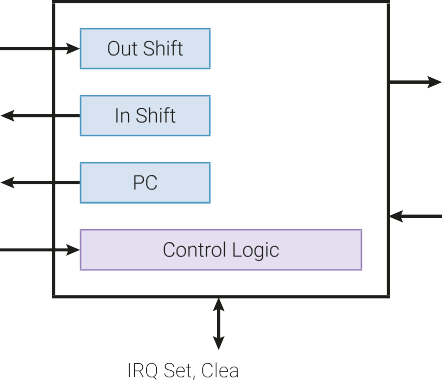 Out Shift
In Shift
PC
Control Logic
IRQ Set, Clea